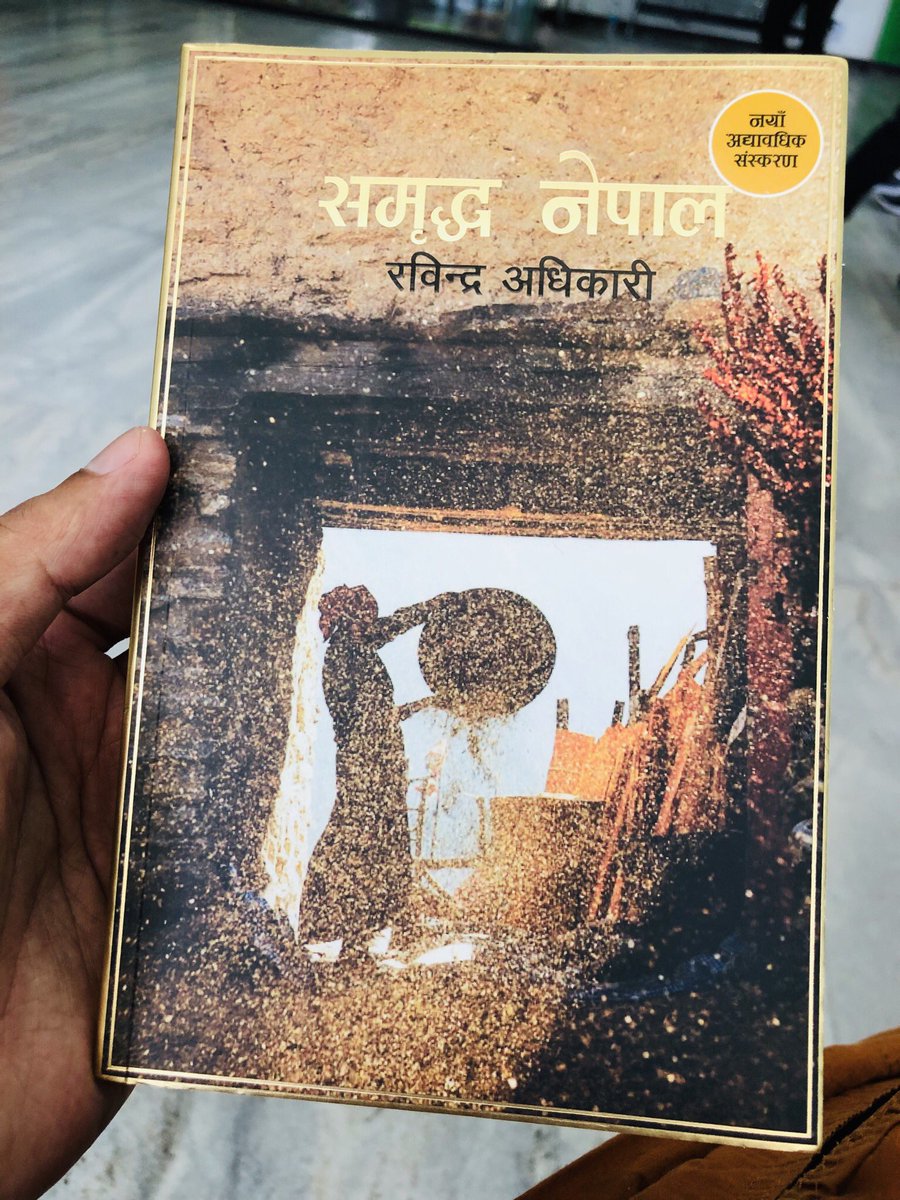 नयाँ
अद्यावधिक
संस्करण
समृद्ध नेपाल
रविन्द्र अधिकारी